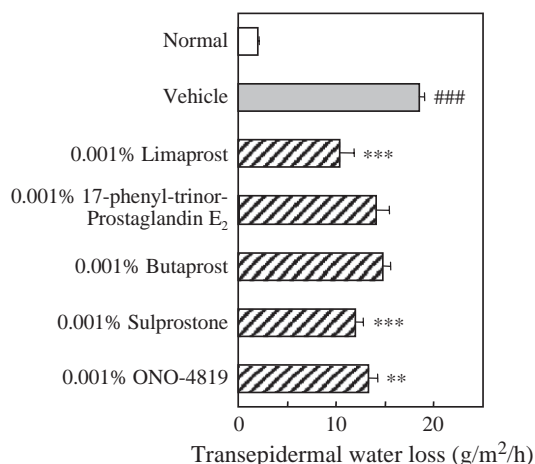 Normal
Vehicle
###
0.001% Limaprost
***
0.001% 17-phenyl-trinor-
Prostaglandin E₂
0.001% Butaprost
0.001% Sulprostone
***
0.001% ONO-4819
**
0 10 20
Transepidermal water loss (g/m²/h)